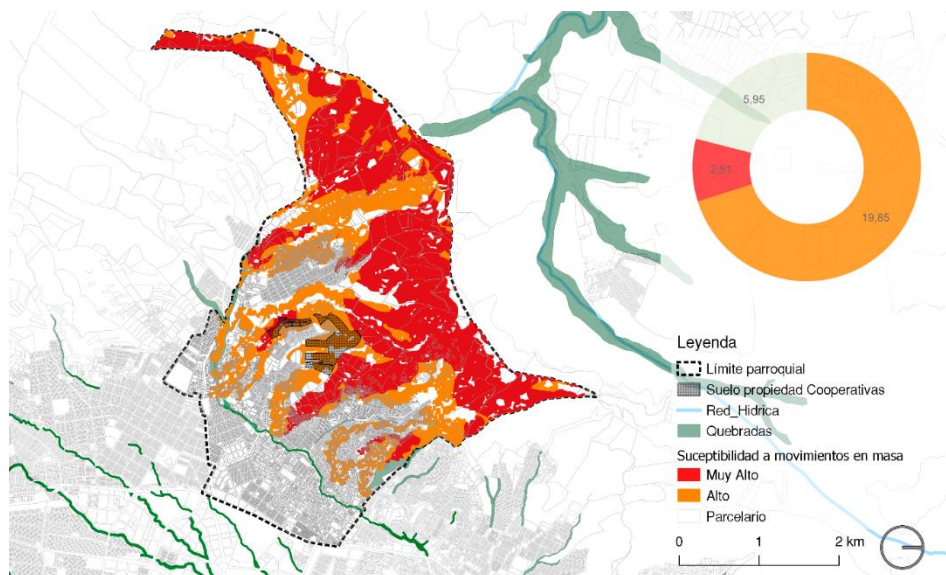 5,95
2,51
19,85
Leyenda
Límite parroquial
Suelo propiedad Cooperativas
Red_Hidrica
Quebradas
Suceptibilidad a movimientos en masa
Muy Alto
Alto
Parcelario
0 1 2 km